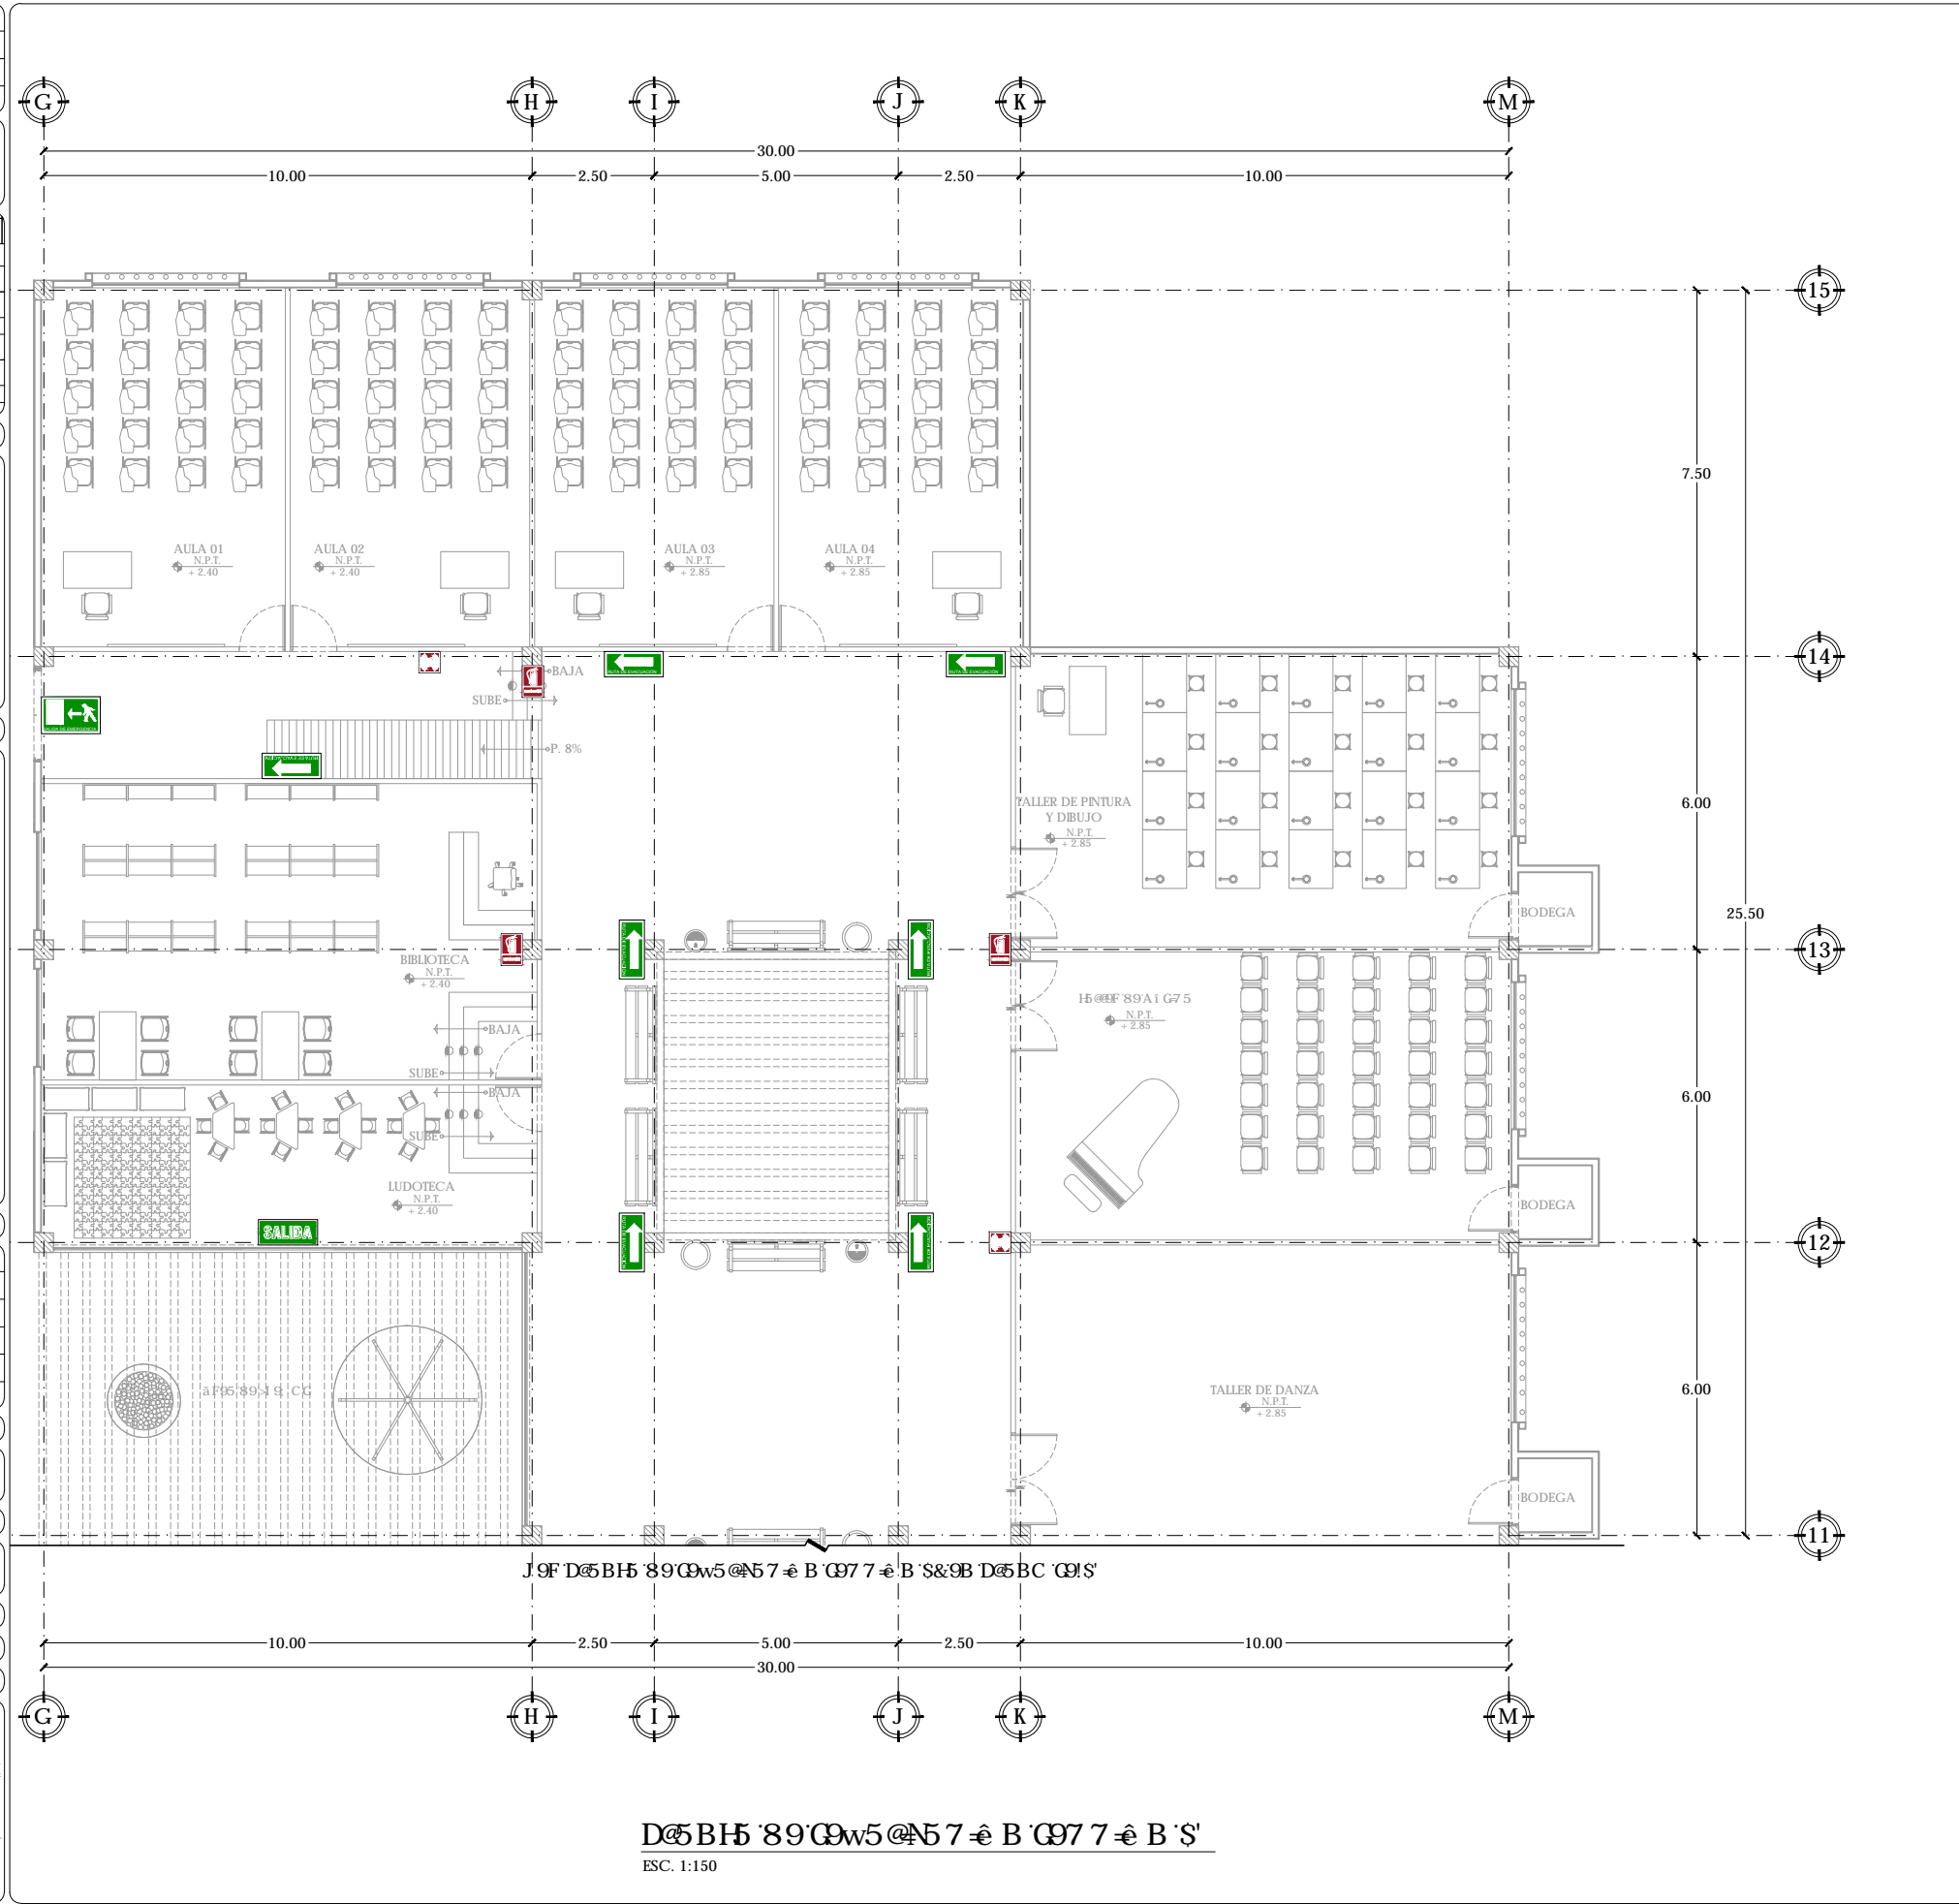 G H I J K M
30.00
10.00 2.50 5.00 2.50 10.00
15
7.50
AULA 01
N.P.T.
+ 2.40
AULA 02
N.P.T.
+ 2.40
AULA 03
N.P.T.
+ 2.85
AULA 04
N.P.T.
+ 2.85
14
BAJA
SUBE
P. 8%
TALLER DE PINTURA
Y DIBUJO
N.P.T.
+ 2.85
6.00
BODEGA
25.50
13
BIBLIOTECA
N.P.T.
+ 2.40
N.P.T.
+ 2.85
BAJA
SUBE
BAJA
SUBE
6.00
LUDOTECA
N.P.T.
+ 2.40
BODEGA
SALIDA
12
TALLER DE DANZA
N.P.T.
+ 2.85
6.00
BODEGA
11
10.00 2.50 5.00 2.50 10.00
30.00
G H I J K M
ESC. 1:150